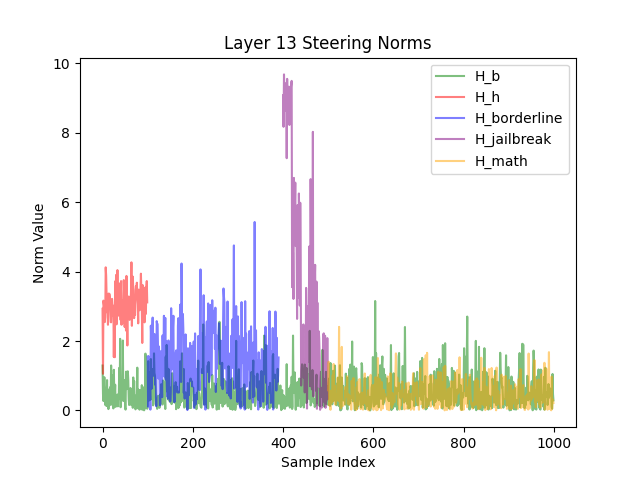 Layer 13 Steering Norms
10
8
6
4
2
0
Norm Value
0
200
400
600
800
1000
Sample Index
H_b
H_h
H_borderline
H_jailbreak
H_math